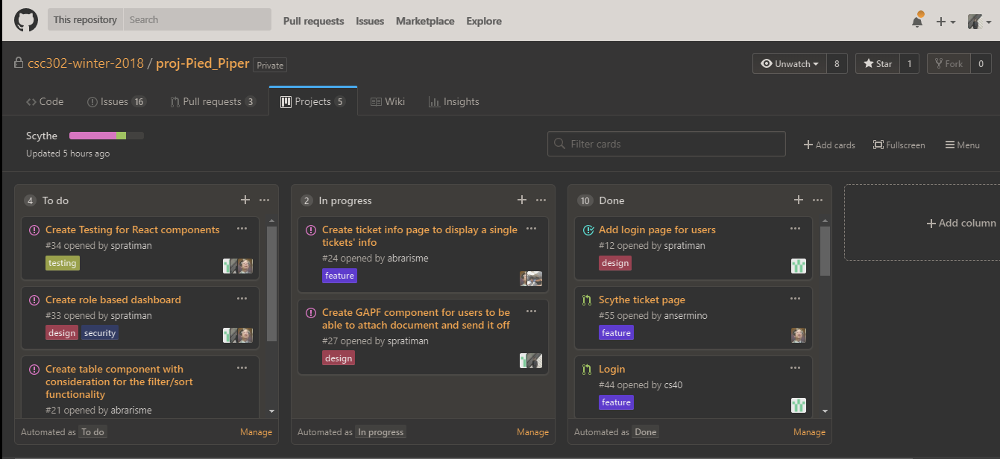 This repository Search Pull requests Issues Marketplace Explore
csc302-winter-2018 / proj-Pied_Piper Private Unwatch 8 Star 1 Fork 0
Code Issues 16 Pull requests 3 Projects 5 Wiki Insights
Scythe
Updated 5 hours ago
Filter cards Add cards Fullscreen Menu
4 To do
Create Testing for React components
#34 opened by spratiman
testing
Create role based dashboard
#33 opened by spratiman
design security
Create table component with
consideration for the filter/sort
functionality
#21 opened by abrarisme
Automated as To do Manage
2 In progress
Create ticket info page to display a single
tickets' info
#24 opened by abrarisme
feature
Create GAPF component for users to be
able to attach document and send it off
#27 opened by spratiman
design
Automated as In progress Manage
10 Done
Add login page for users
#12 opened by spratiman
design
Scythe ticket page
#55 opened by ansermino
feature
Login
#44 opened by cs40
feature
Automated as Done Manage
Add column